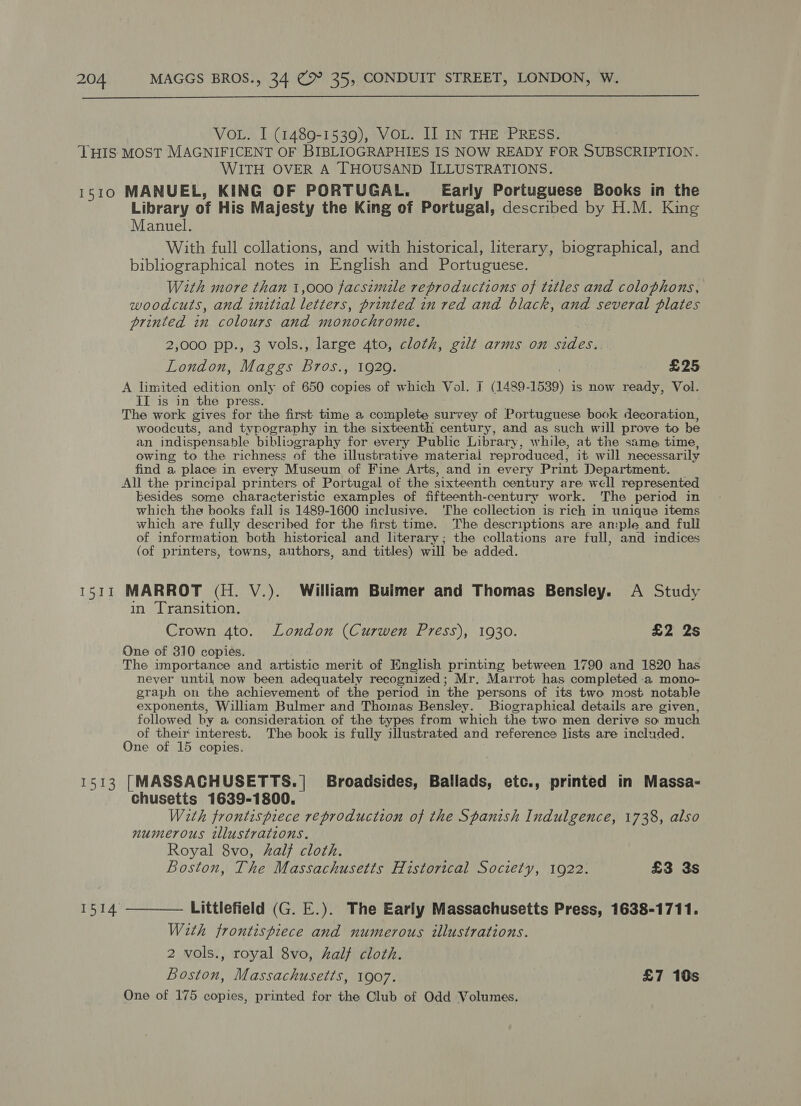 204 MAGGS BROS., 34 & 35, CONDUIT STREET, LONDON, W.
VOL. I (1489-1539), VOL. II IN THE PRESS.
THIS MOST MAGNIFICENT OF BIBLIOGRAPHIES IS NOW READY FOR SUBSCRIPTION.
WITH OVER A THOUSAND ILLUSTRATIONS.
1510 MANUEL, KING OF PORTUGAL. Early Portuguese Books in the
Library of His Majesty the King of Portugal, described by H.M. King
Manuel.
With full collations, and with historical, literary, biographical, and
bibliographical notes in English and Portuguese.
With more than 1,000 facsimile reproductions of titles and colophons,
woodcuts, and initial letters, printed in red and black, and several plates
printed in colours and monochrome.
2,000 pp., 3 vols., large 4to, cloth, gilt arms on sides.
London, Maggs Bros., 1929. £25
A limited edition only of 650 copies of which Vol. I (1489-1539) is now ready, Vol.
II is in the press.
The work gives for the first time a complete survey of Portuguese book decoration,
woodcuts, and typography in the sixteenth century, and as such will prove to be
an indispensable bibliography for every Public Library, while, at the same time,
owing to the richness of the illustrative material reproduced, it will necessarily
find a place in every Museum of Fine Arts, and in every Print Department.
All the principal printers of Portugal of the sixteenth century are well represented
besides some characteristic examples of fifteenth-century work. The period in
which the books fall is 1489-1600 inclusive. The collection is rich in unique items
which are fully described for the first time. The descriptions are ample and full
of information both historical and literary; the collations are full, and indices
(of printers, towns, authors, and titles) will be added.
1511 MARROT (H. V.). William Bulmer and Thomas Bensley. A Study
in Transition.
Crown 4to. London (Curwen Press), 1930. £2 2s
One of 310 copies.
The importance and artistic merit of English printing between 1790 and 1820 has
never until now been adequately recognized; Mr. Marrot has completed a mono-
graph on the achievement of the period in the persons of its two most notable
exponents, William Bulmer and Thomas Bensley. Biographical details are given,
followed by a consideration of the types from which the two men derive so much
of their interest. The book is fully illustrated and reference lists are included.
One of 15 copies.
1513 [MASSACHUSETTS.] Broadsides, Ballads, etc., printed in Massa-
chusetts 1639-1800.
With frontispiece reproduction of the Spanish Indulgence, 1738, also
numerous illustrations.
Royal 8vo, half cloth.
Boston, The Massachusetts Historical Society, 1922. £3 3s
1514 ——— Littlefield (G. E.). The Early Massachusetts Press, 1638-1711.
With frontispiece and numerous illustrations.
2 vols., royal 8vo, half cloth.
Boston, Massachusetts, 1907. £7 10s
One of 175 copies, printed for the Club of Odd Volumes.